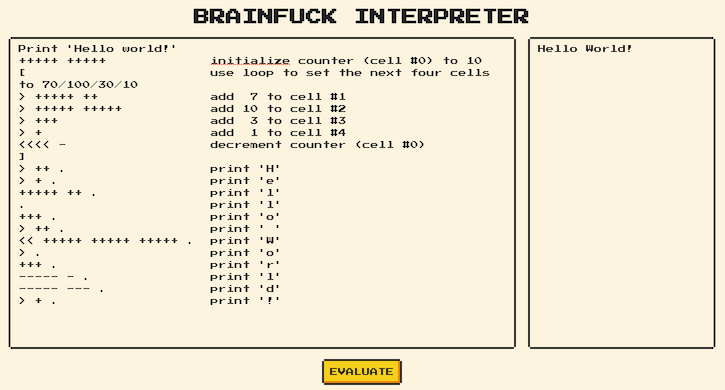 BRAINFUCK INTERPRETER
Print 'Hello world!'
+++++ +++++ initialize counter (cell #0) to 10
[ use loop to set the next four cells
to 70/100/30/10
> +++++ ++ add 7 to cell #1
> +++++ +++++ add 10 to cell #2
> +++ add 3 to cell #3
> + add 1 to cell #4
<<<< - decrement counter (cell #0)
]
> ++ . print 'H'
> + . print 'e'
+++++ ++ . print 'l'
. print 'l'
+++ . print 'o'
> ++ . print ' '
<< +++++ +++++ +++++ . print 'W'
> . print 'o'
+++ . print 'r'
----- - . print 'l'
----- --- . print 'd'
> + . print '!'
Hello World!
EVALUATE